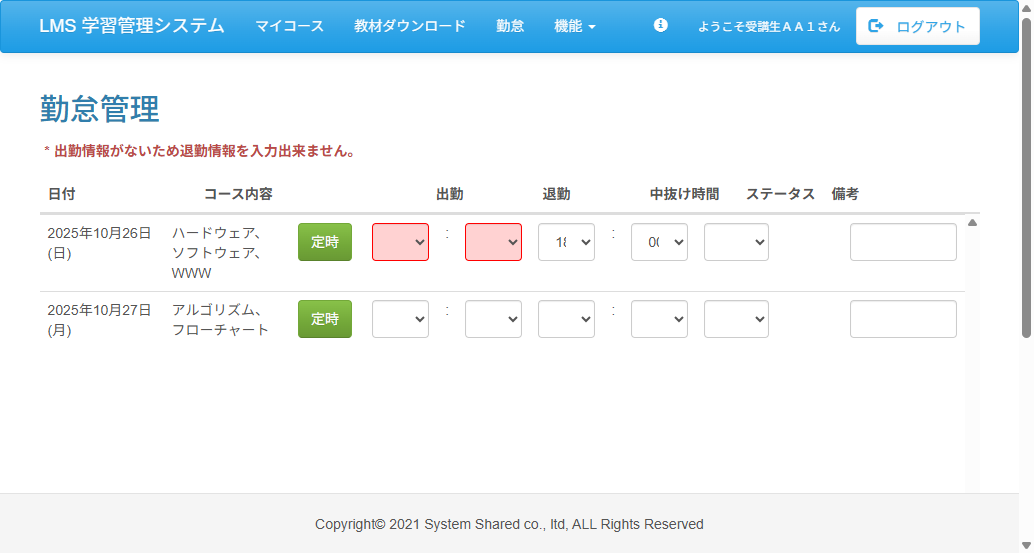 LMS 学習管理システム マイコース 教材ダウンロード 勤怠 機能 ようこそ受講生ＡＡ１さん ログアウト
勤怠管理
* 出勤情報がないため退勤情報を入力出来ません。
日付 コース内容 出勤 退勤 中抜け時間 ステータス 備考
2025年10月26日 ハードウェア、 定時 : 18 : 00
(日) ソフトウェア、
WWW
2025年10月27日 アルゴリズム、 定時 : :
(月) フローチャート
Copyright© 2021 System Shared co., ltd, ALL Rights Reserved